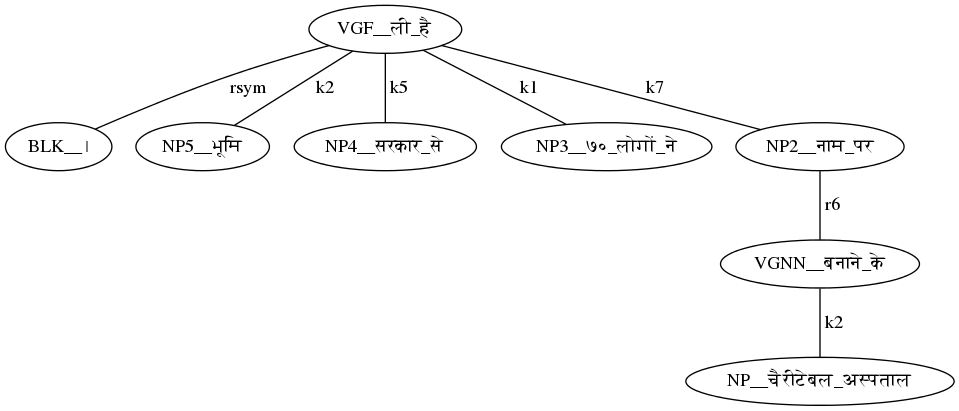 VGF__ली_है
rsym k2 k5 k1 k7
BLK__। NP5__भूमि NP4__सरकार_से NP3__७०_लोगों_ने NP2__नाम_पर
r6
VGNN__बनाने_के
k2
NP__चैरीटेबल_अस्पताल